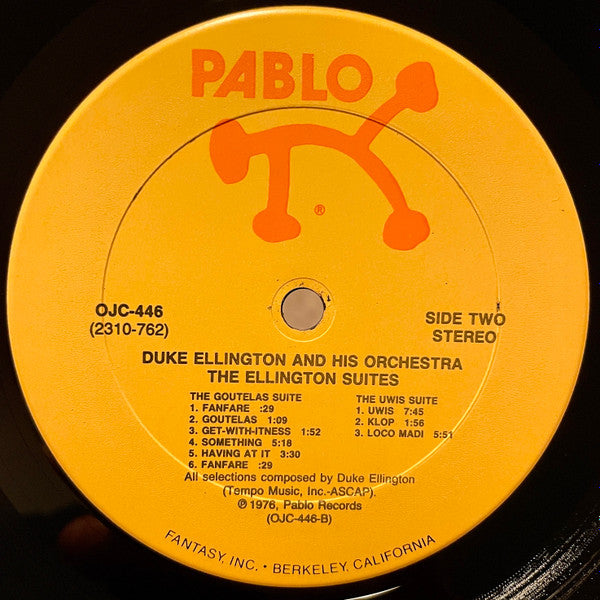 PABLO
®
OJC-446
(2310-762)
SIDE TWO
STEREO
DUKE ELLINGTON AND HIS ORCHESTRA
THE ELLINGTON SUITES
THE GOUTELAS SUITE
1. FANFARE :29
2. GOUTELAS 1:09
3. GET-WITH-ITNESS 1:52
4. SOMETHING 5:18
5. HAVING AT IT 3:30
6. FANFARE :29
THE UWIS SUITE
1. UWIS 7:45
2. KLOP 1:56
3. LOCO MADI 5:51
All selections composed by Duke Ellington
(Tempo Music, Inc.-ASCAP).
℗ 1976, Pablo Records
(OJC-446-B)
FANTASY, INC. • BERKELEY, CALIFORNIA